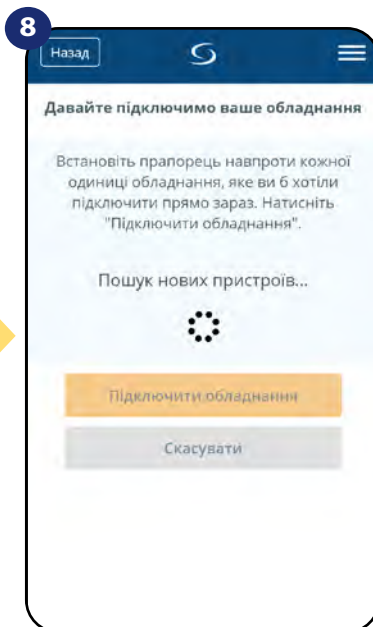 8
Назад
Давайте підключимо ваше обладнання
Встановіть прапорець навпроти кожної
одиниці обладнання, яке ви б хотіли
підключити прямо зараз. Натисніть
"Підключити обладнання".
Пошук нових пристроїв...
Підключити обладнання
Скасувати